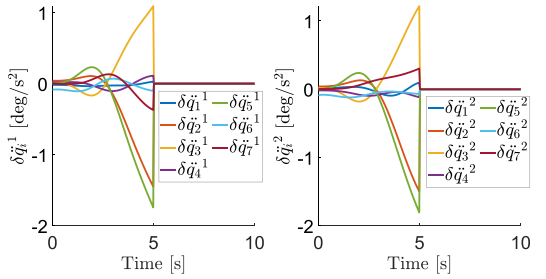 1
0
-1
-2
0
5
10
Time [s]
δq̈ᵢ¹ [deg/s²]
δq̈₁¹ δq̈₅¹
δq̈₂¹ δq̈₆¹
δq̈₃¹ δq̈₇¹
δq̈₄¹
1
0
-1
-2
0
5
10
Time [s]
δq̈ᵢ² [deg/s²]
δq̈₁² δq̈₅²
δq̈₂² δq̈₆²
δq̈₃² δq̈₇²
δq̈₄²